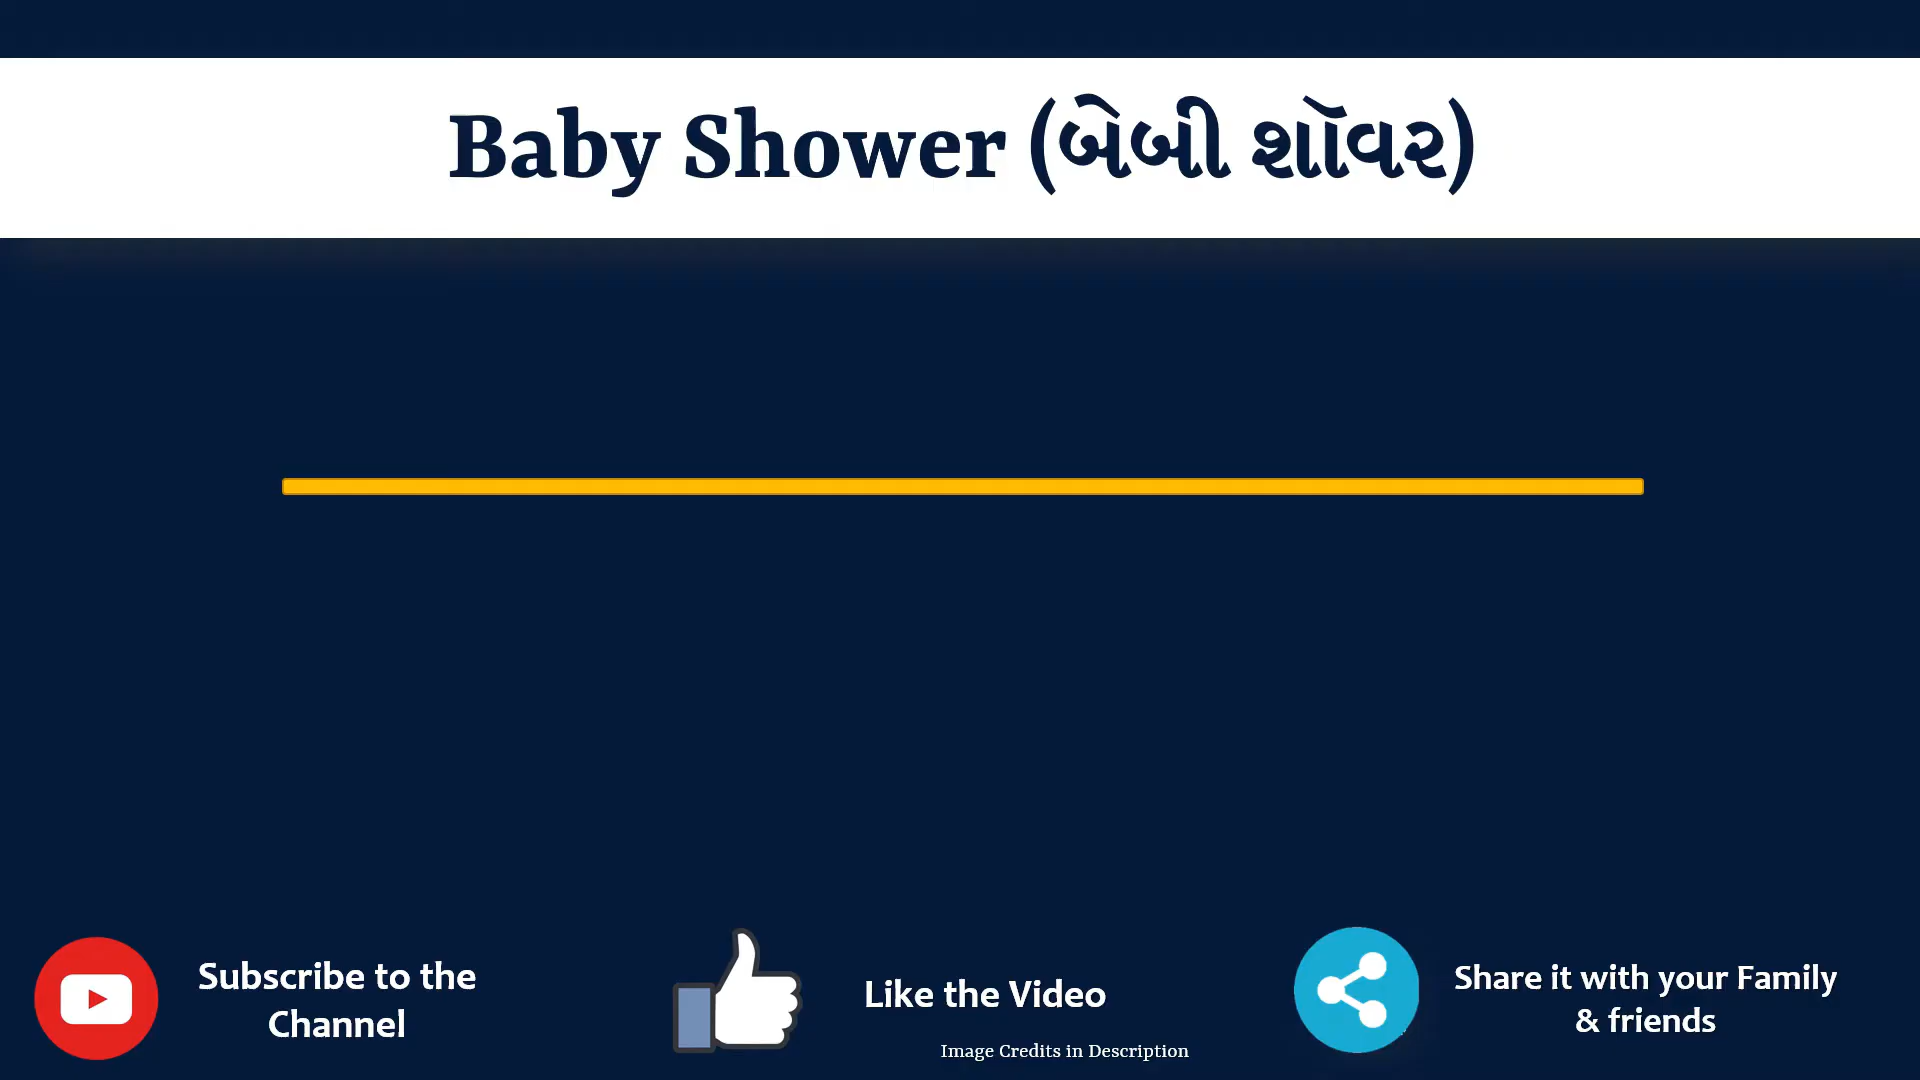 Baby Shower (બેબી શૉવર)
Subscribe to the
Channel
Like the Video
Share it with your Family
& friends
Image Credits in Description